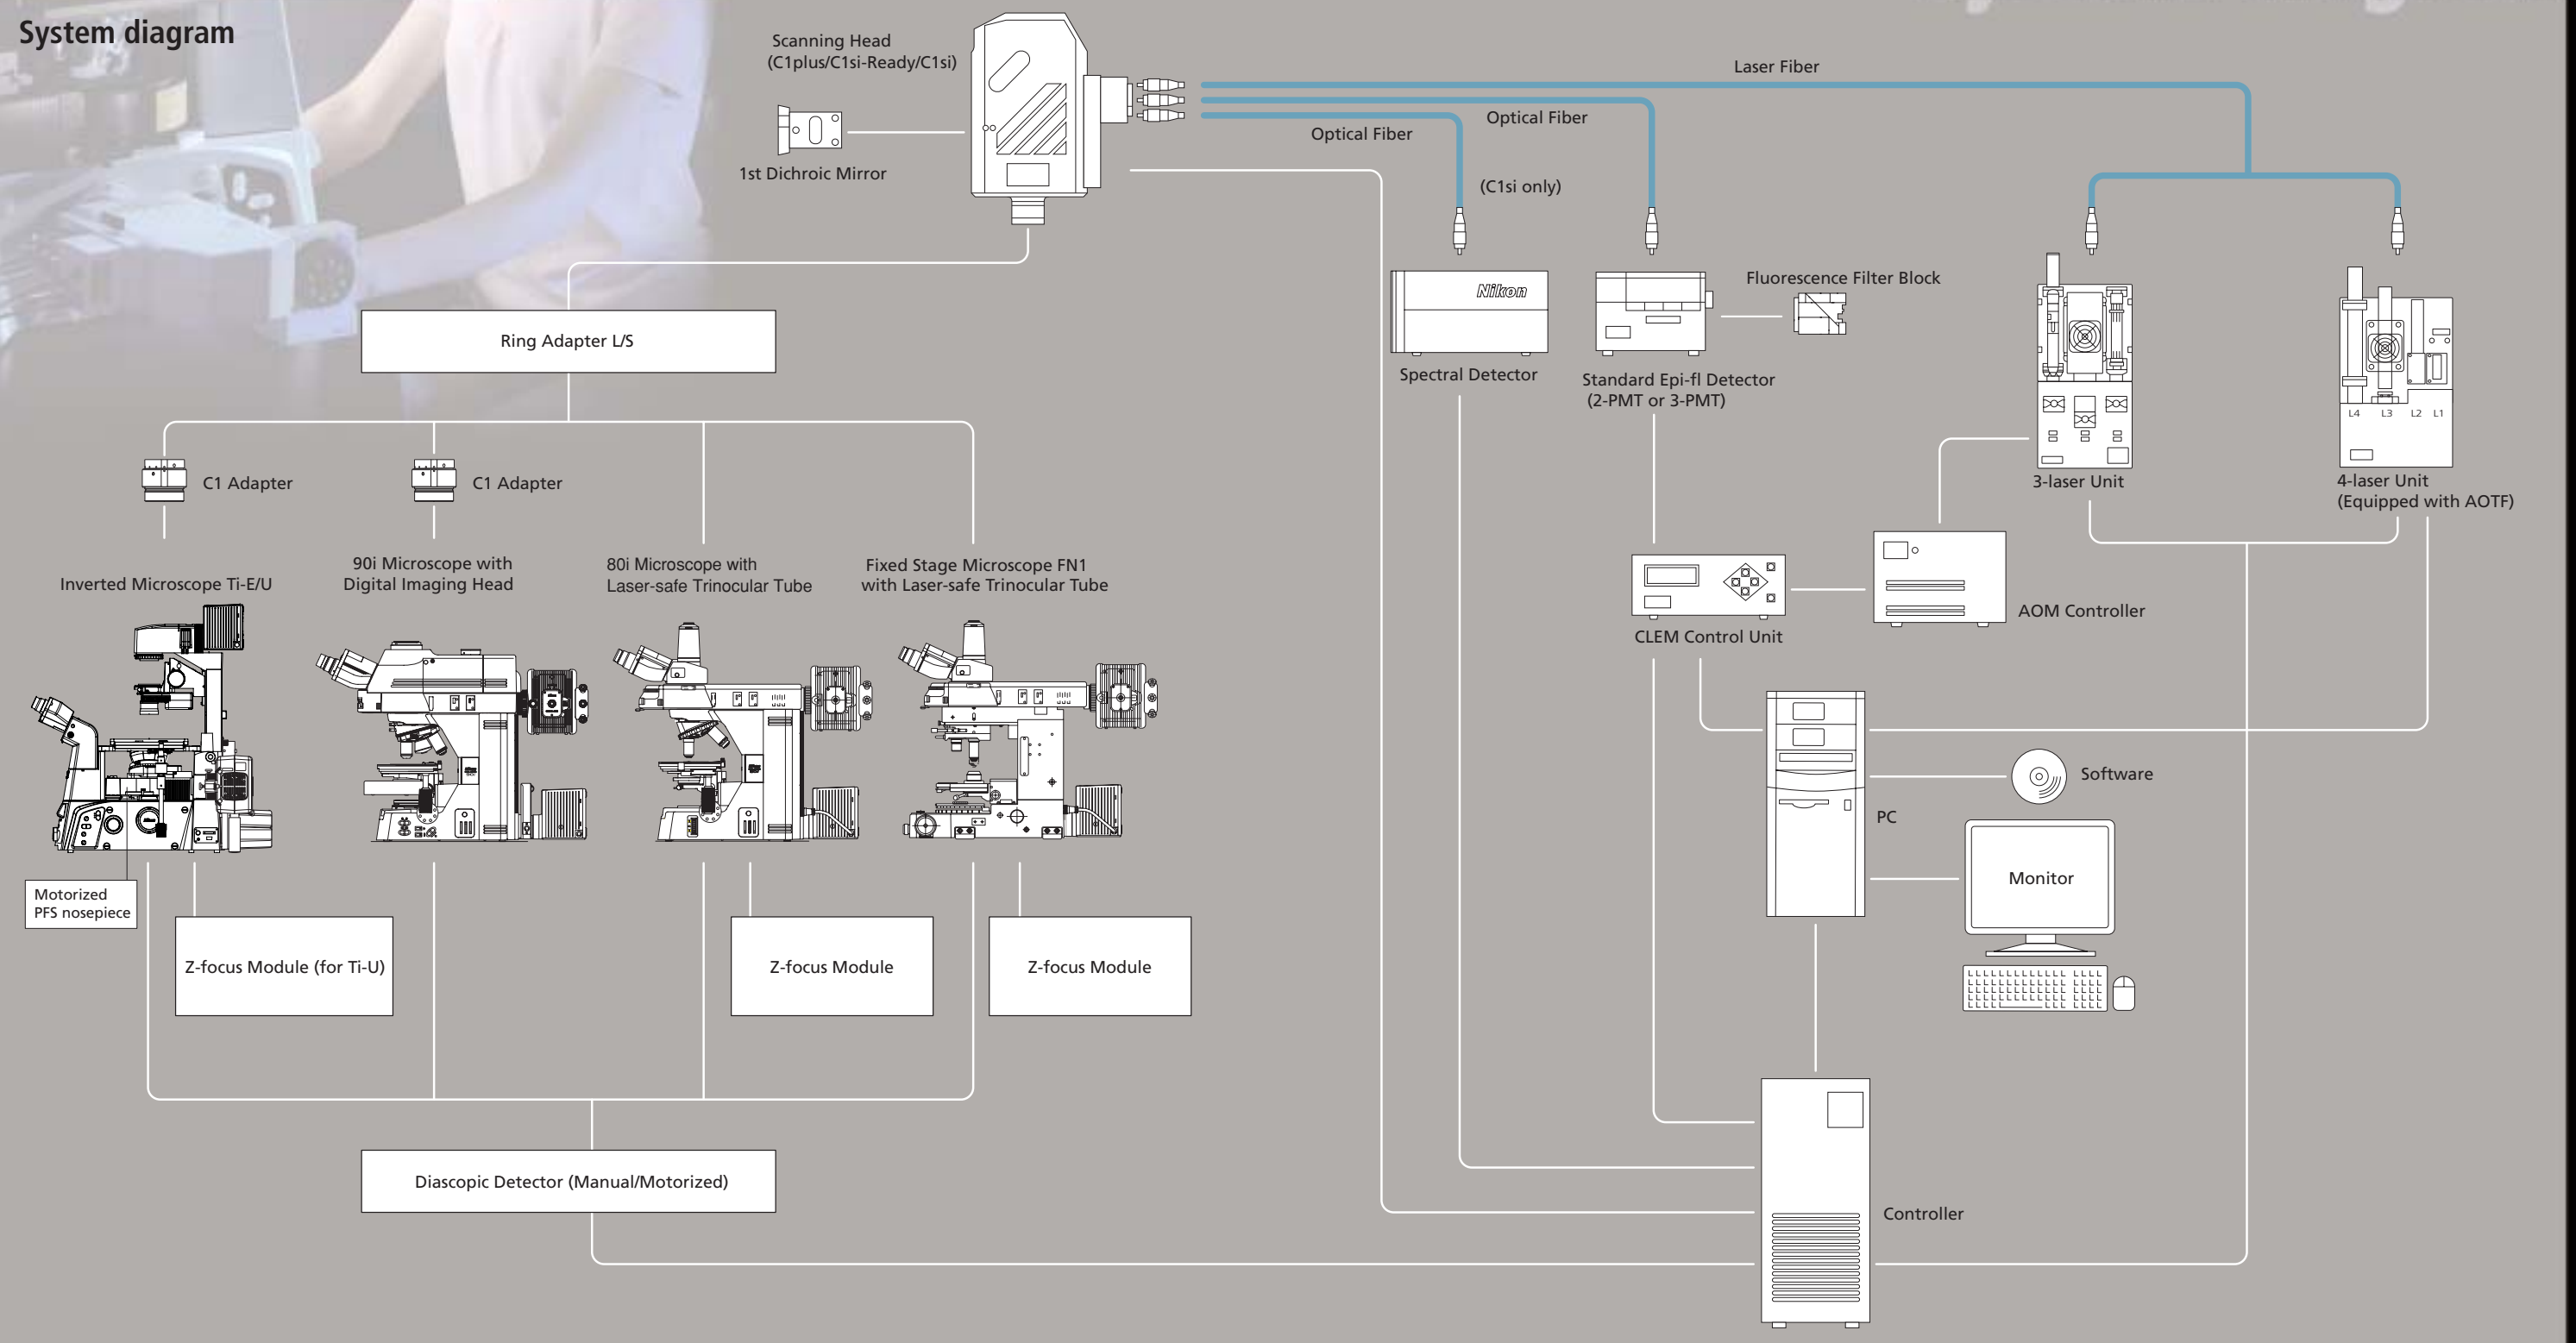 System diagram
Scanning Head
(C1plus/C1si-Ready/C1si)
1st Dichroic Mirror
Laser Fiber
Optical Fiber
Optical Fiber
(C1si only)
Nikon
Fluorescence Filter Block
Spectral Detector
Standard Epi-fl Detector
(2-PMT or 3-PMT)
L4 L3 L2 L1
3-laser Unit
4-laser Unit
(Equipped with AOTF)
Ring Adapter L/S
C1 Adapter
C1 Adapter
Inverted Microscope Ti-E/U
90i Microscope with
Digital Imaging Head
80i Microscope with
Laser-safe Trinocular Tube
Fixed Stage Microscope FN1
with Laser-safe Trinocular Tube
CLEM Control Unit
AOM Controller
Software
PC
Monitor
Motorized
PFS nosepiece
Z-focus Module (for Ti-U)
Z-focus Module
Z-focus Module
Diascopic Detector (Manual/Motorized)
Controller